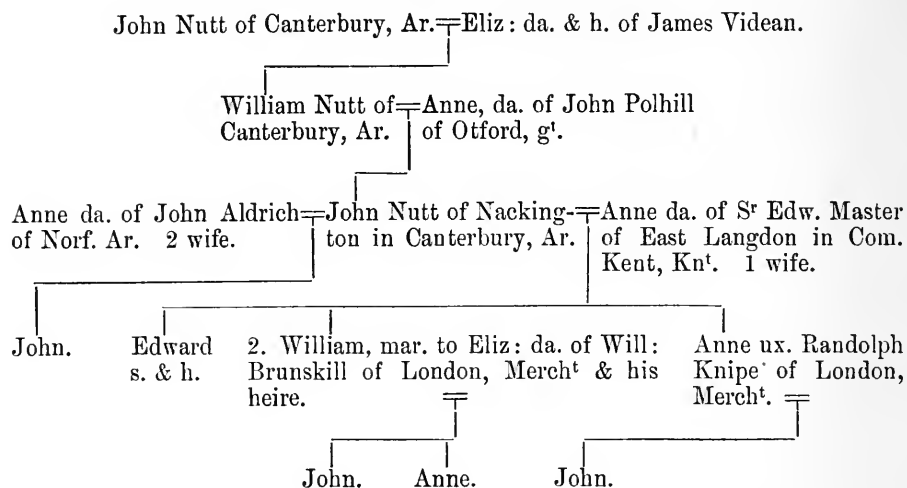 John Nutt of Canterbury, Ar.╤Eliz : da. & h. of James Videan.
William Nutt of╤Anne, da. of John Polhill
Canterbury, Ar. of Otford, gᵗ.
Anne da. of John Aldrich╤John Nutt of Nacking-╤Anne da. of Sʳ Edw. Master
of Norf. Ar. 2 wife. ton in Canterbury, Ar. of East Langdon in Com.
Kent, Knᵗ. 1 wife.
John. Edward 2. William, mar. to Eliz : da. of Will : Anne ux. Randolph
s. & h. Brunskill of London, Merchᵗ & his Knipe of London,
heire. Merchᵗ.
John. Anne. John.